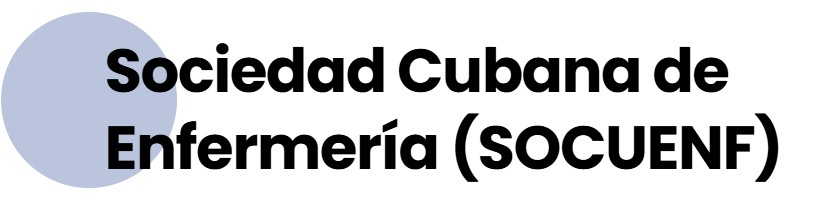 Sociedad Cubana de
Enfermería (SOCUENF)